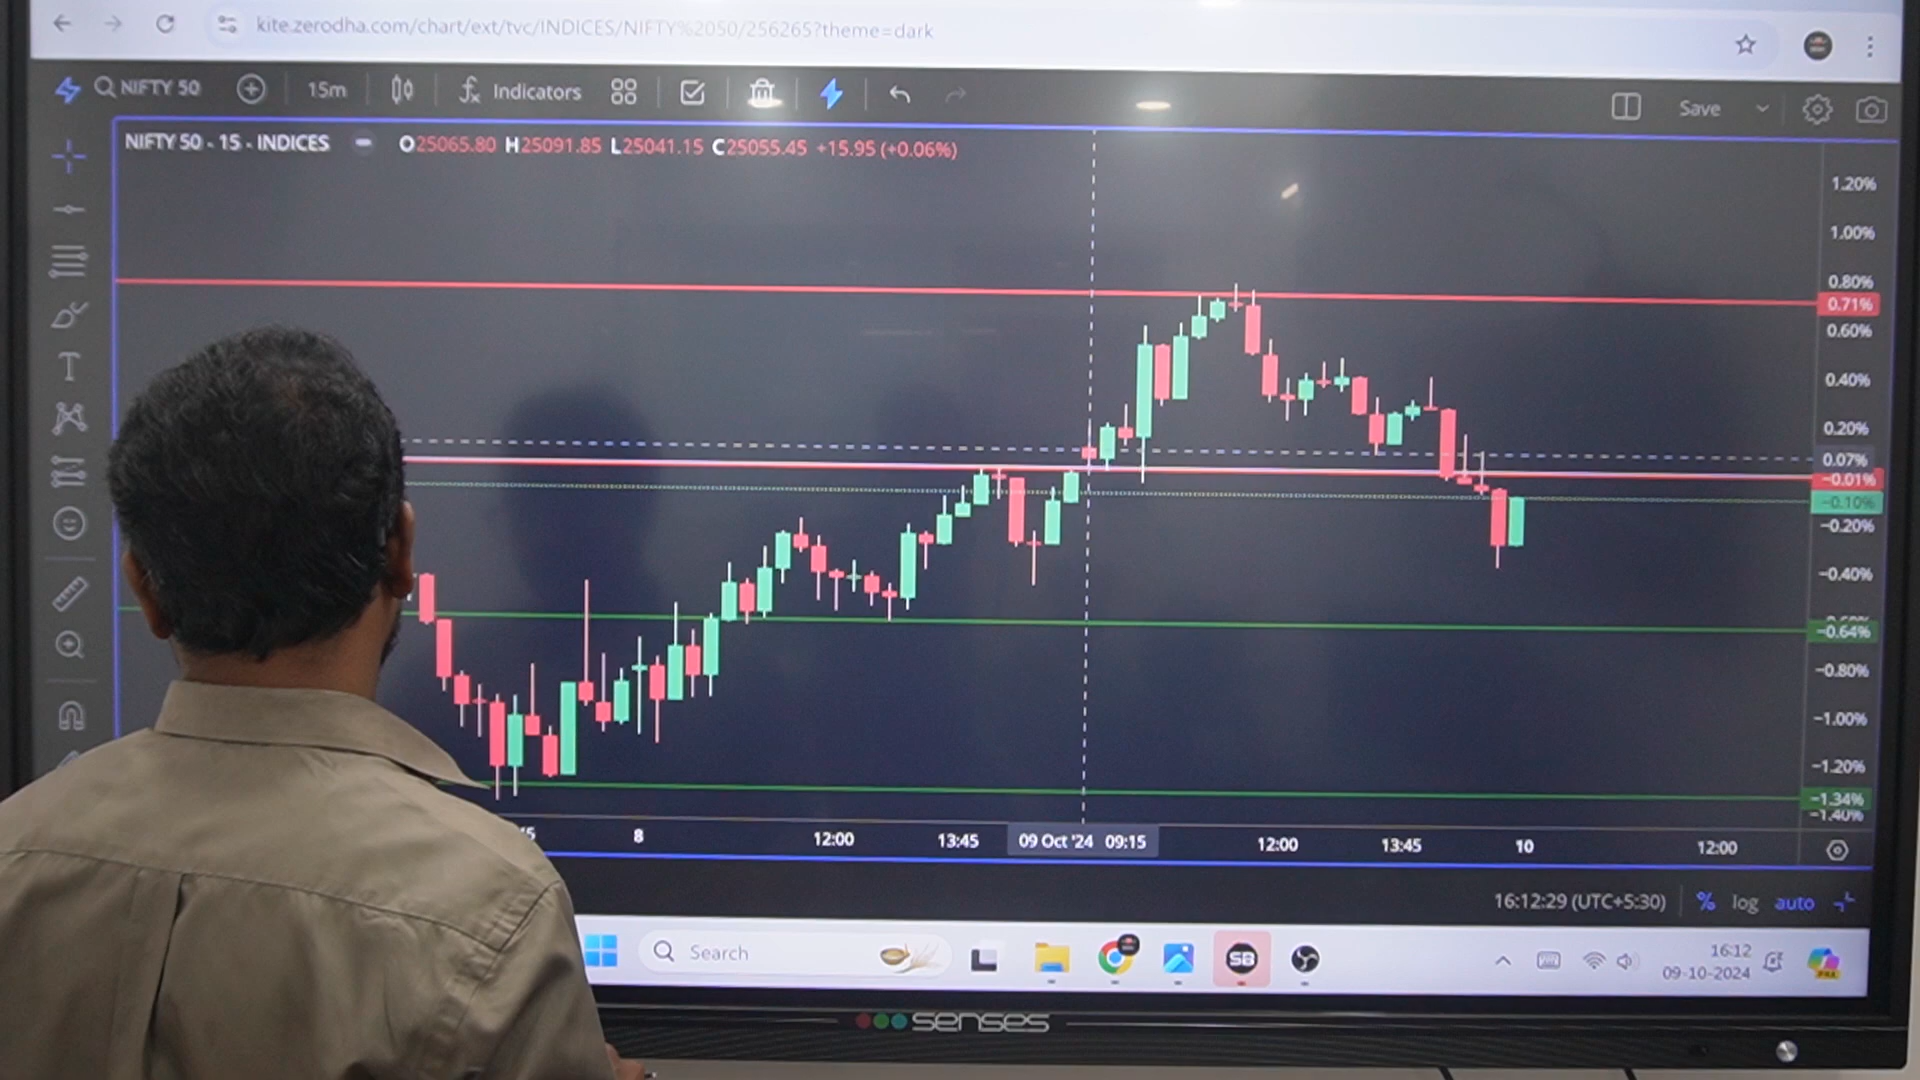 kite.zerodha.com/chart/ext/tvc/INDICES/NIFTY%2050/256265?theme=dark
NIFTY 50 15m Indicators Save
NIFTY 50 - 15 - INDICES O25065.80 H25091.85 L25041.15 C25055.45 +15.95 (+0.06%)
1.20%
1.00%
0.80%
0.71%
0.60%
0.40%
0.20%
0.07%
-0.01%
-0.10%
-0.20%
-0.40%
-0.64%
-0.80%
-1.00%
-1.20%
-1.34%
-1.40%
8 12:00 13:45 09 Oct '24 09:15 12:00 13:45 10 12:00
16:12:29 (UTC+5:30) % log auto
Search SB 16:12
09-10-2024
senses